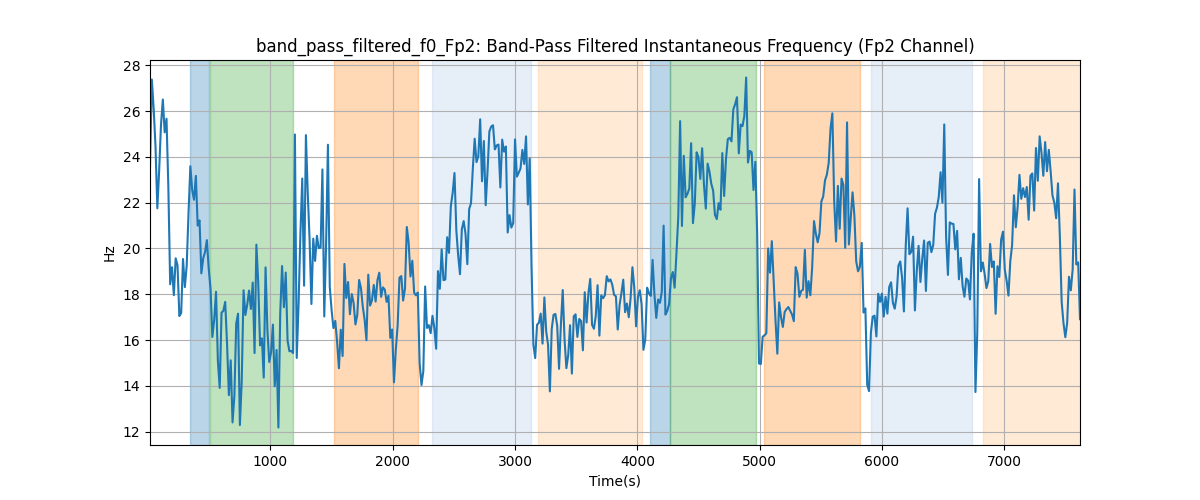 band_pass_filtered_f0_Fp2: Band-Pass Filtered Instantaneous Frequency (Fp2 Channel)
28
26
24
22
20
18
16
14
12
Hz
1000 2000 3000 4000 5000 6000 7000
Time(s)